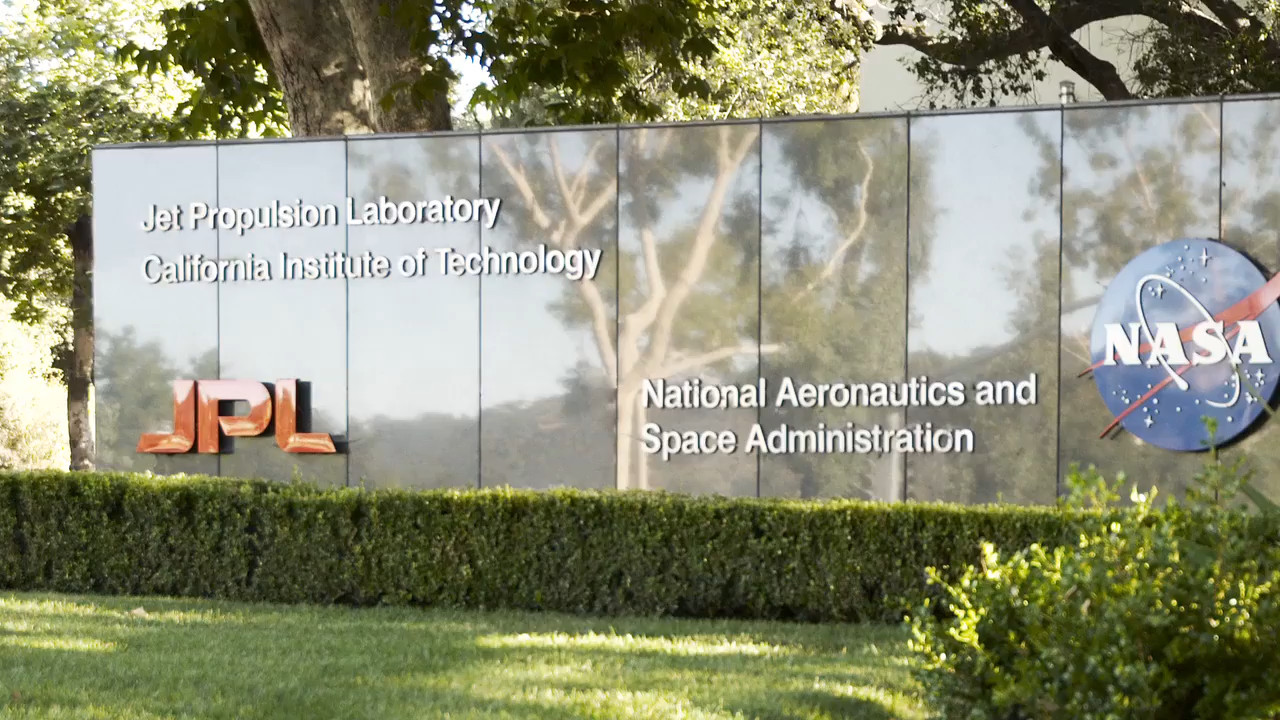 Jet Propulsion Laboratory
California Institute of Technology
JPL
National Aeronautics and
Space Administration
NASA